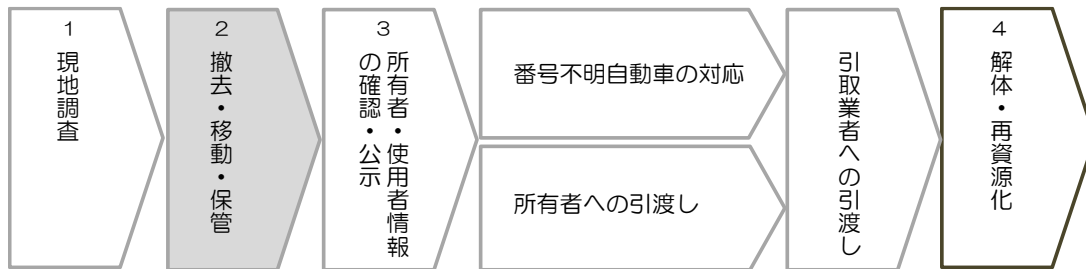 １
現地調査
２
撤去・移動・保管
３
所有者・使用者情報
の確認・公示
番号不明自動車の対応
所有者への引渡し
引取業者への引渡し
４
解体・再資源化